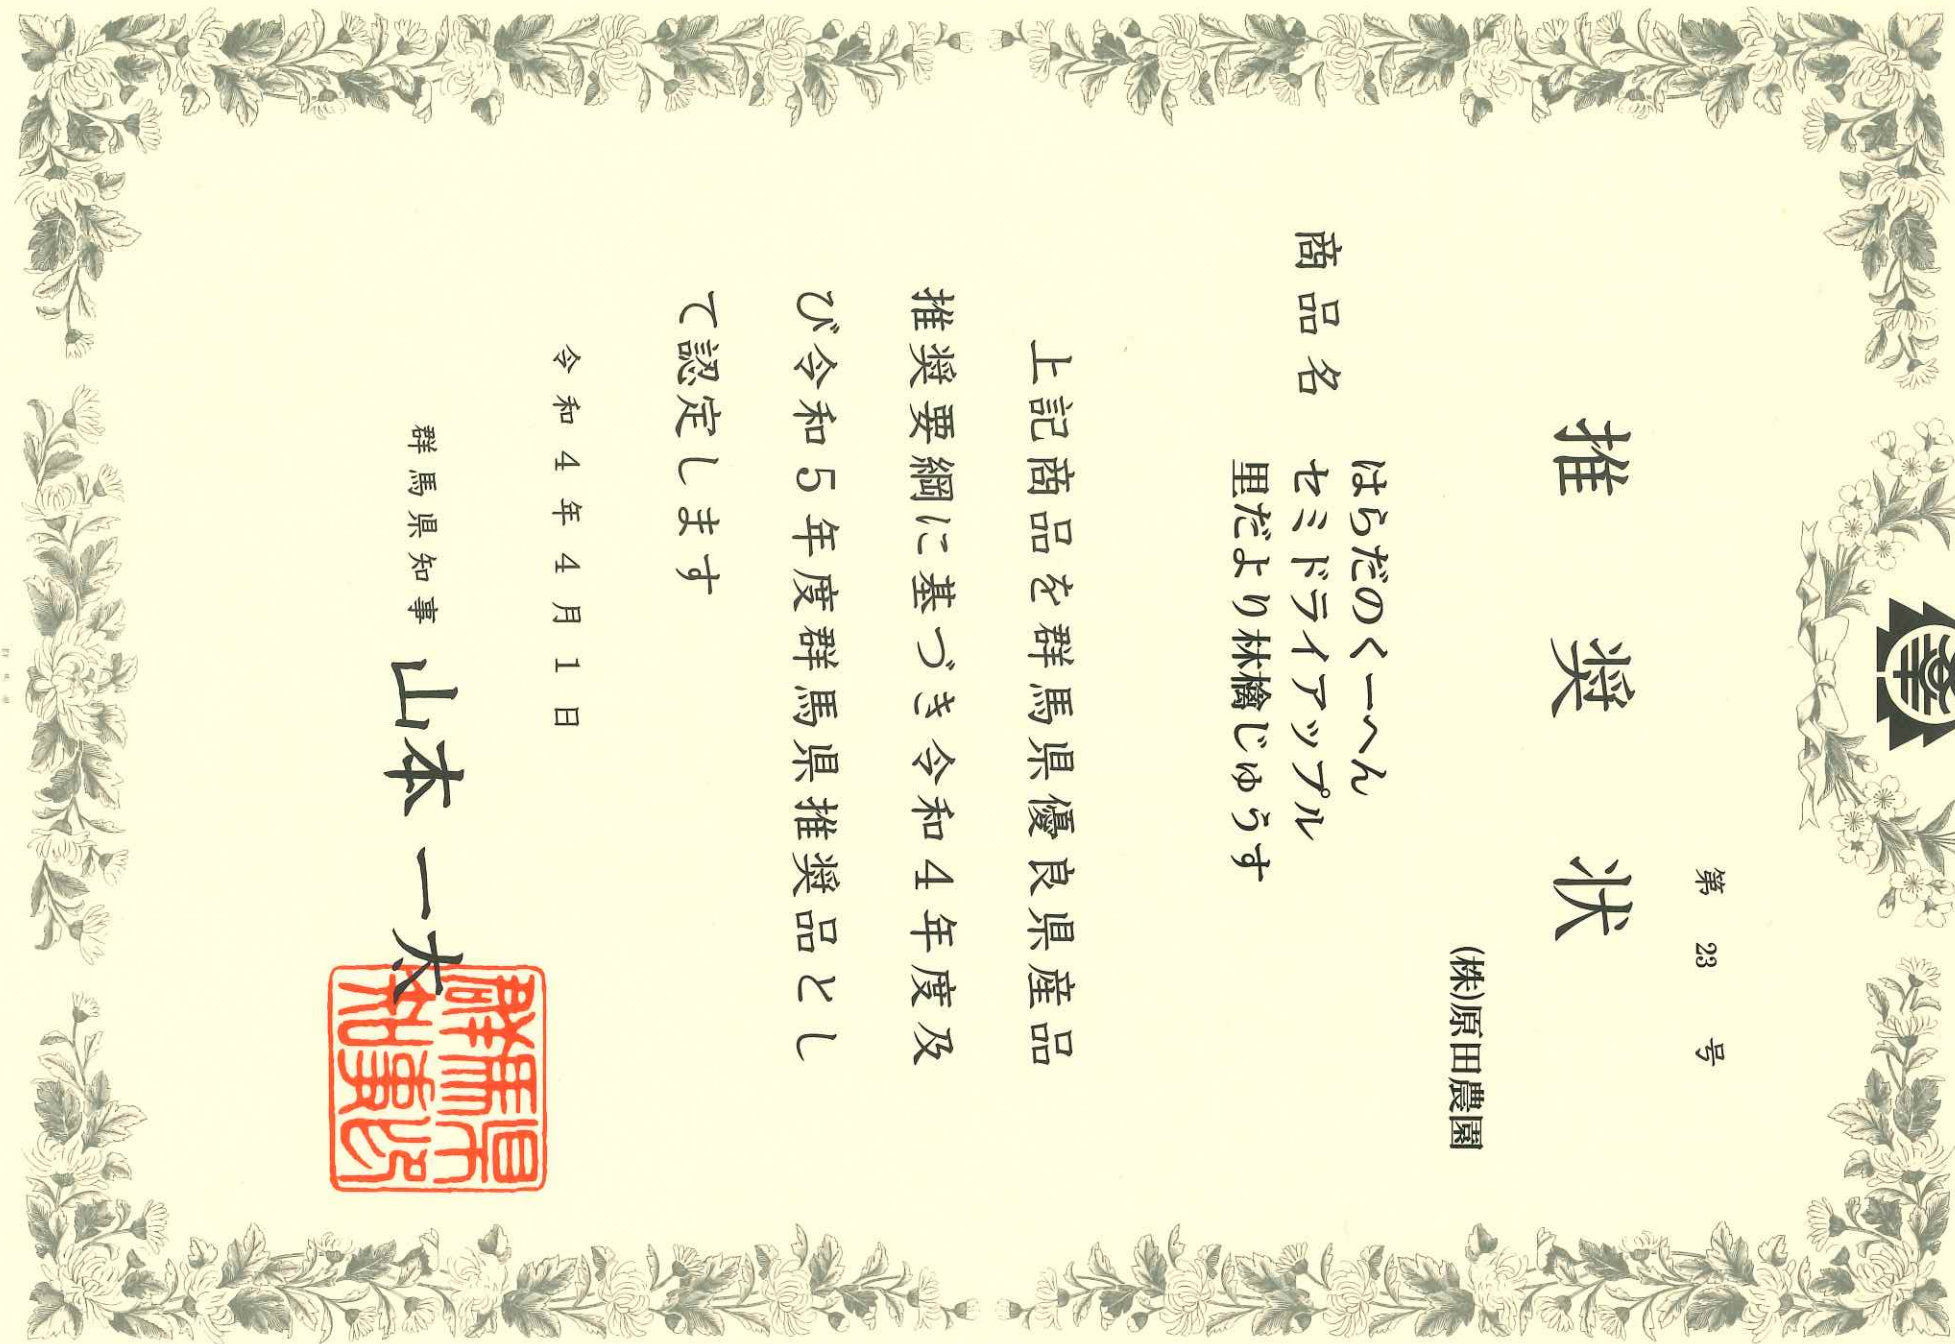 第 23 号
推奨状
(株)原田農園
商品名 はらだのくーへん
セミドライアップル
里だより林檎じゅうす
上記商品を群馬県優良県産品
推奨要綱に基づき令和4年度及
び令和5年度群馬県推奨品とし
て認定します
令和4年4月1日
群馬県知事 山本一太